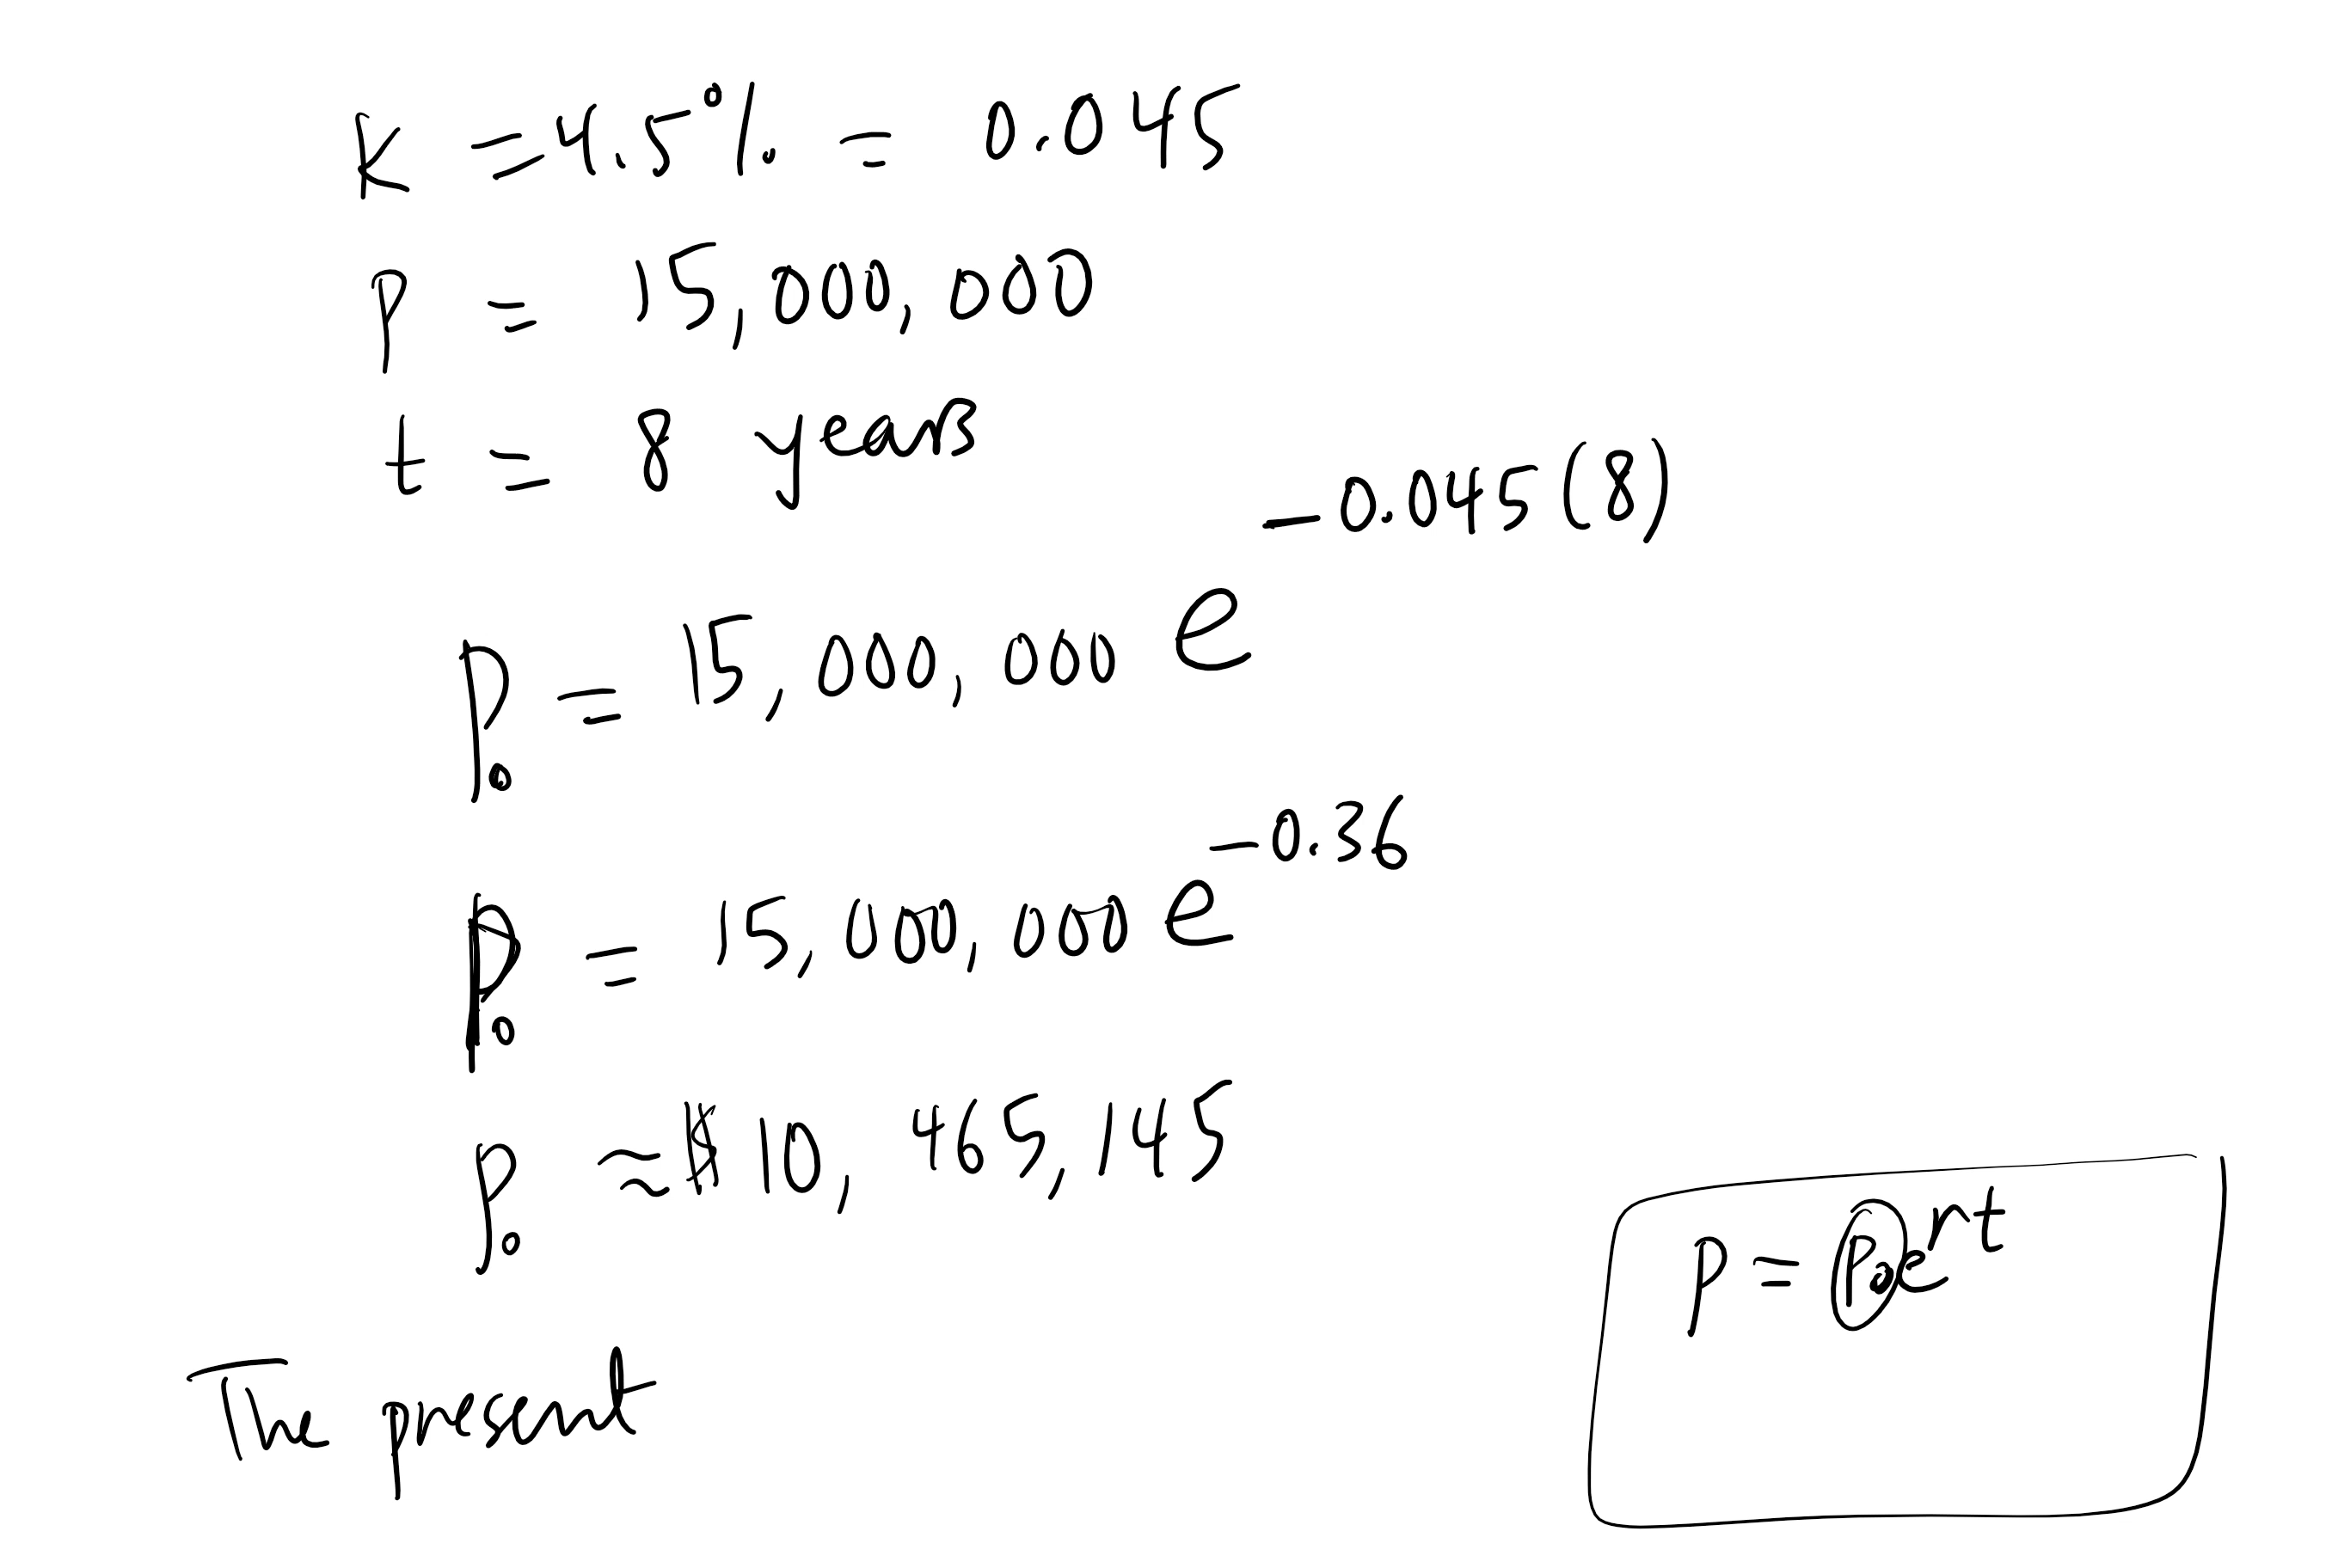 k = 4.5% = 0.045
P = 15,000,000
t = 8 years
P₀ = 15,000,000 e^{-0.045(8)}
P₀ = 15,000,000 e^{-0.36}
P₀ ≈ $10,465,145
P = P₀e^{rt}
The present